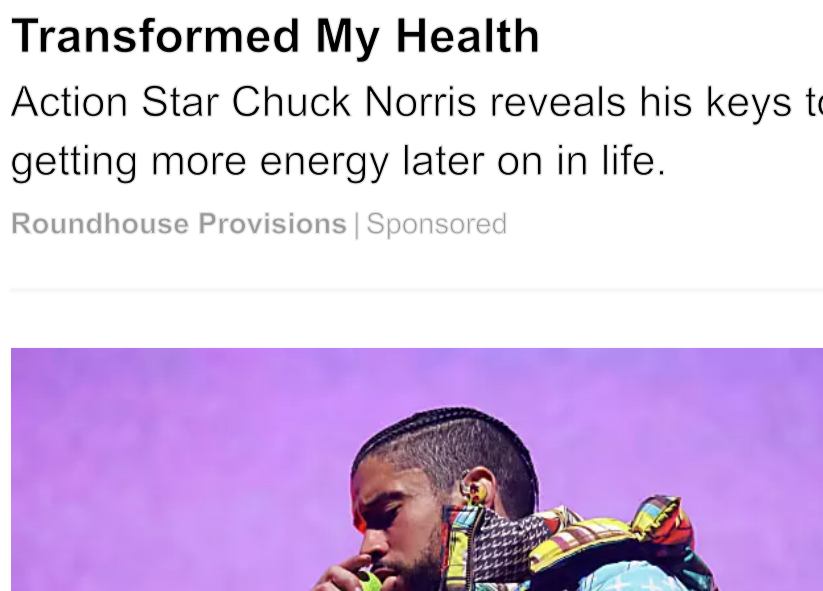 Transformed My Health
Action Star Chuck Norris reveals his keys
getting more energy later on in life.
Roundhouse Provisions | Sponsored